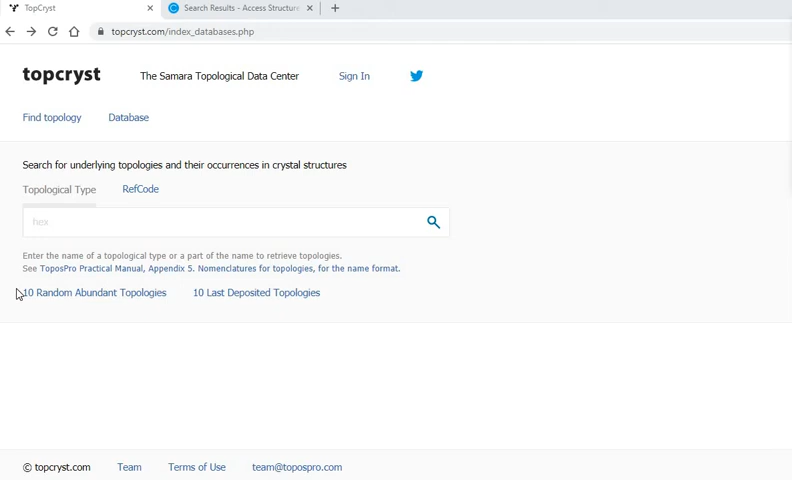 TopCryst
Search Results - Access Structure
topcryst.com/index_databases.php
topcryst The Samara Topological Data Center Sign In
Find topology Database
Search for underlying topologies and their occurrences in crystal structures
Topological Type RefCode
hex
Enter the name of a topological type or a part of the name to retrieve topologies.
See ToposPro Practical Manual, Appendix 5. Nomenclatures for topologies, for the name format.
10 Random Abundant Topologies 10 Last Deposited Topologies
© topcryst.com Team Terms of Use team@topospro.com